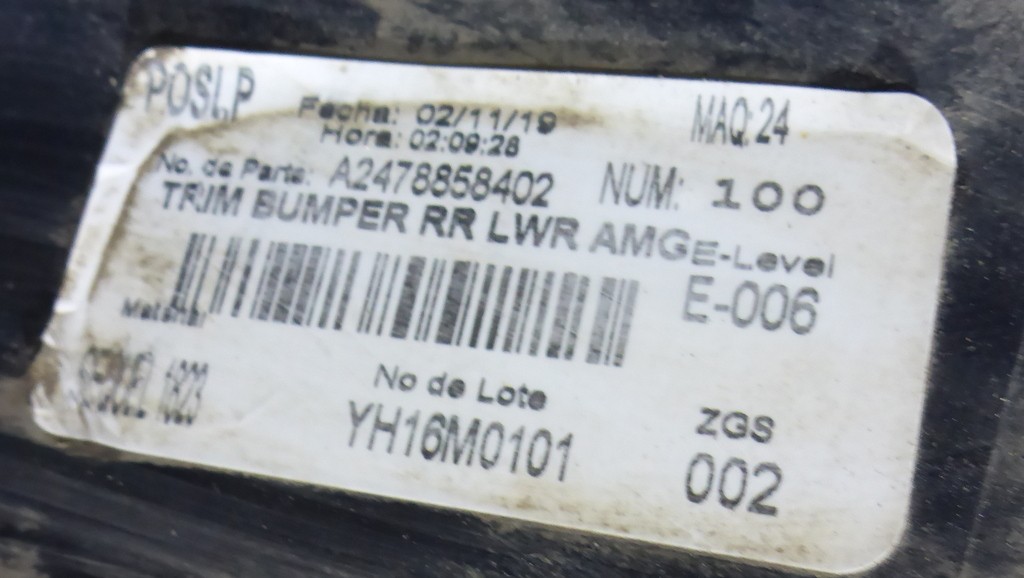 POSLP
Fecha: 02/11/19
MAQ:24
Hora: 02:09:28
No. de Parte: A2478858402
NUM: 100
TRIM BUMPER RR LWR AMG
E-Level
E-006
Material
1823
No de Lote
YH16M0101
ZGS
002